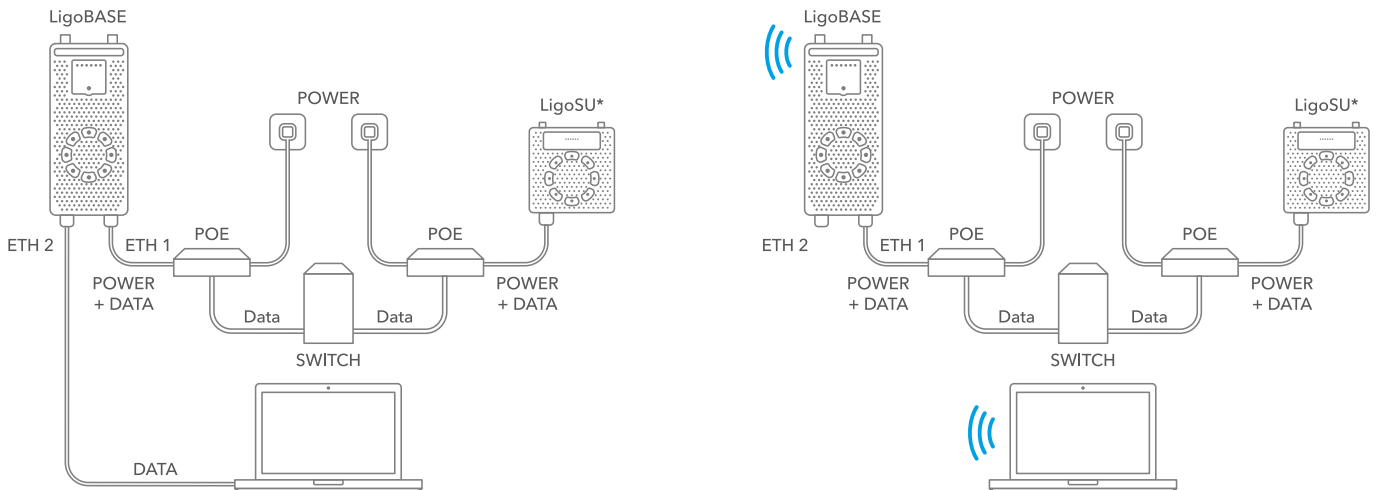 LigoBASE
POWER
LigoSU*
ETH 2
ETH 1
POE
POE
POWER
+ DATA
POWER
+ DATA
Data
Data
SWITCH
DATA
LigoBASE
POWER
LigoSU*
ETH 2
ETH 1
POE
POE
POWER
+ DATA
POWER
+ DATA
Data
Data
SWITCH